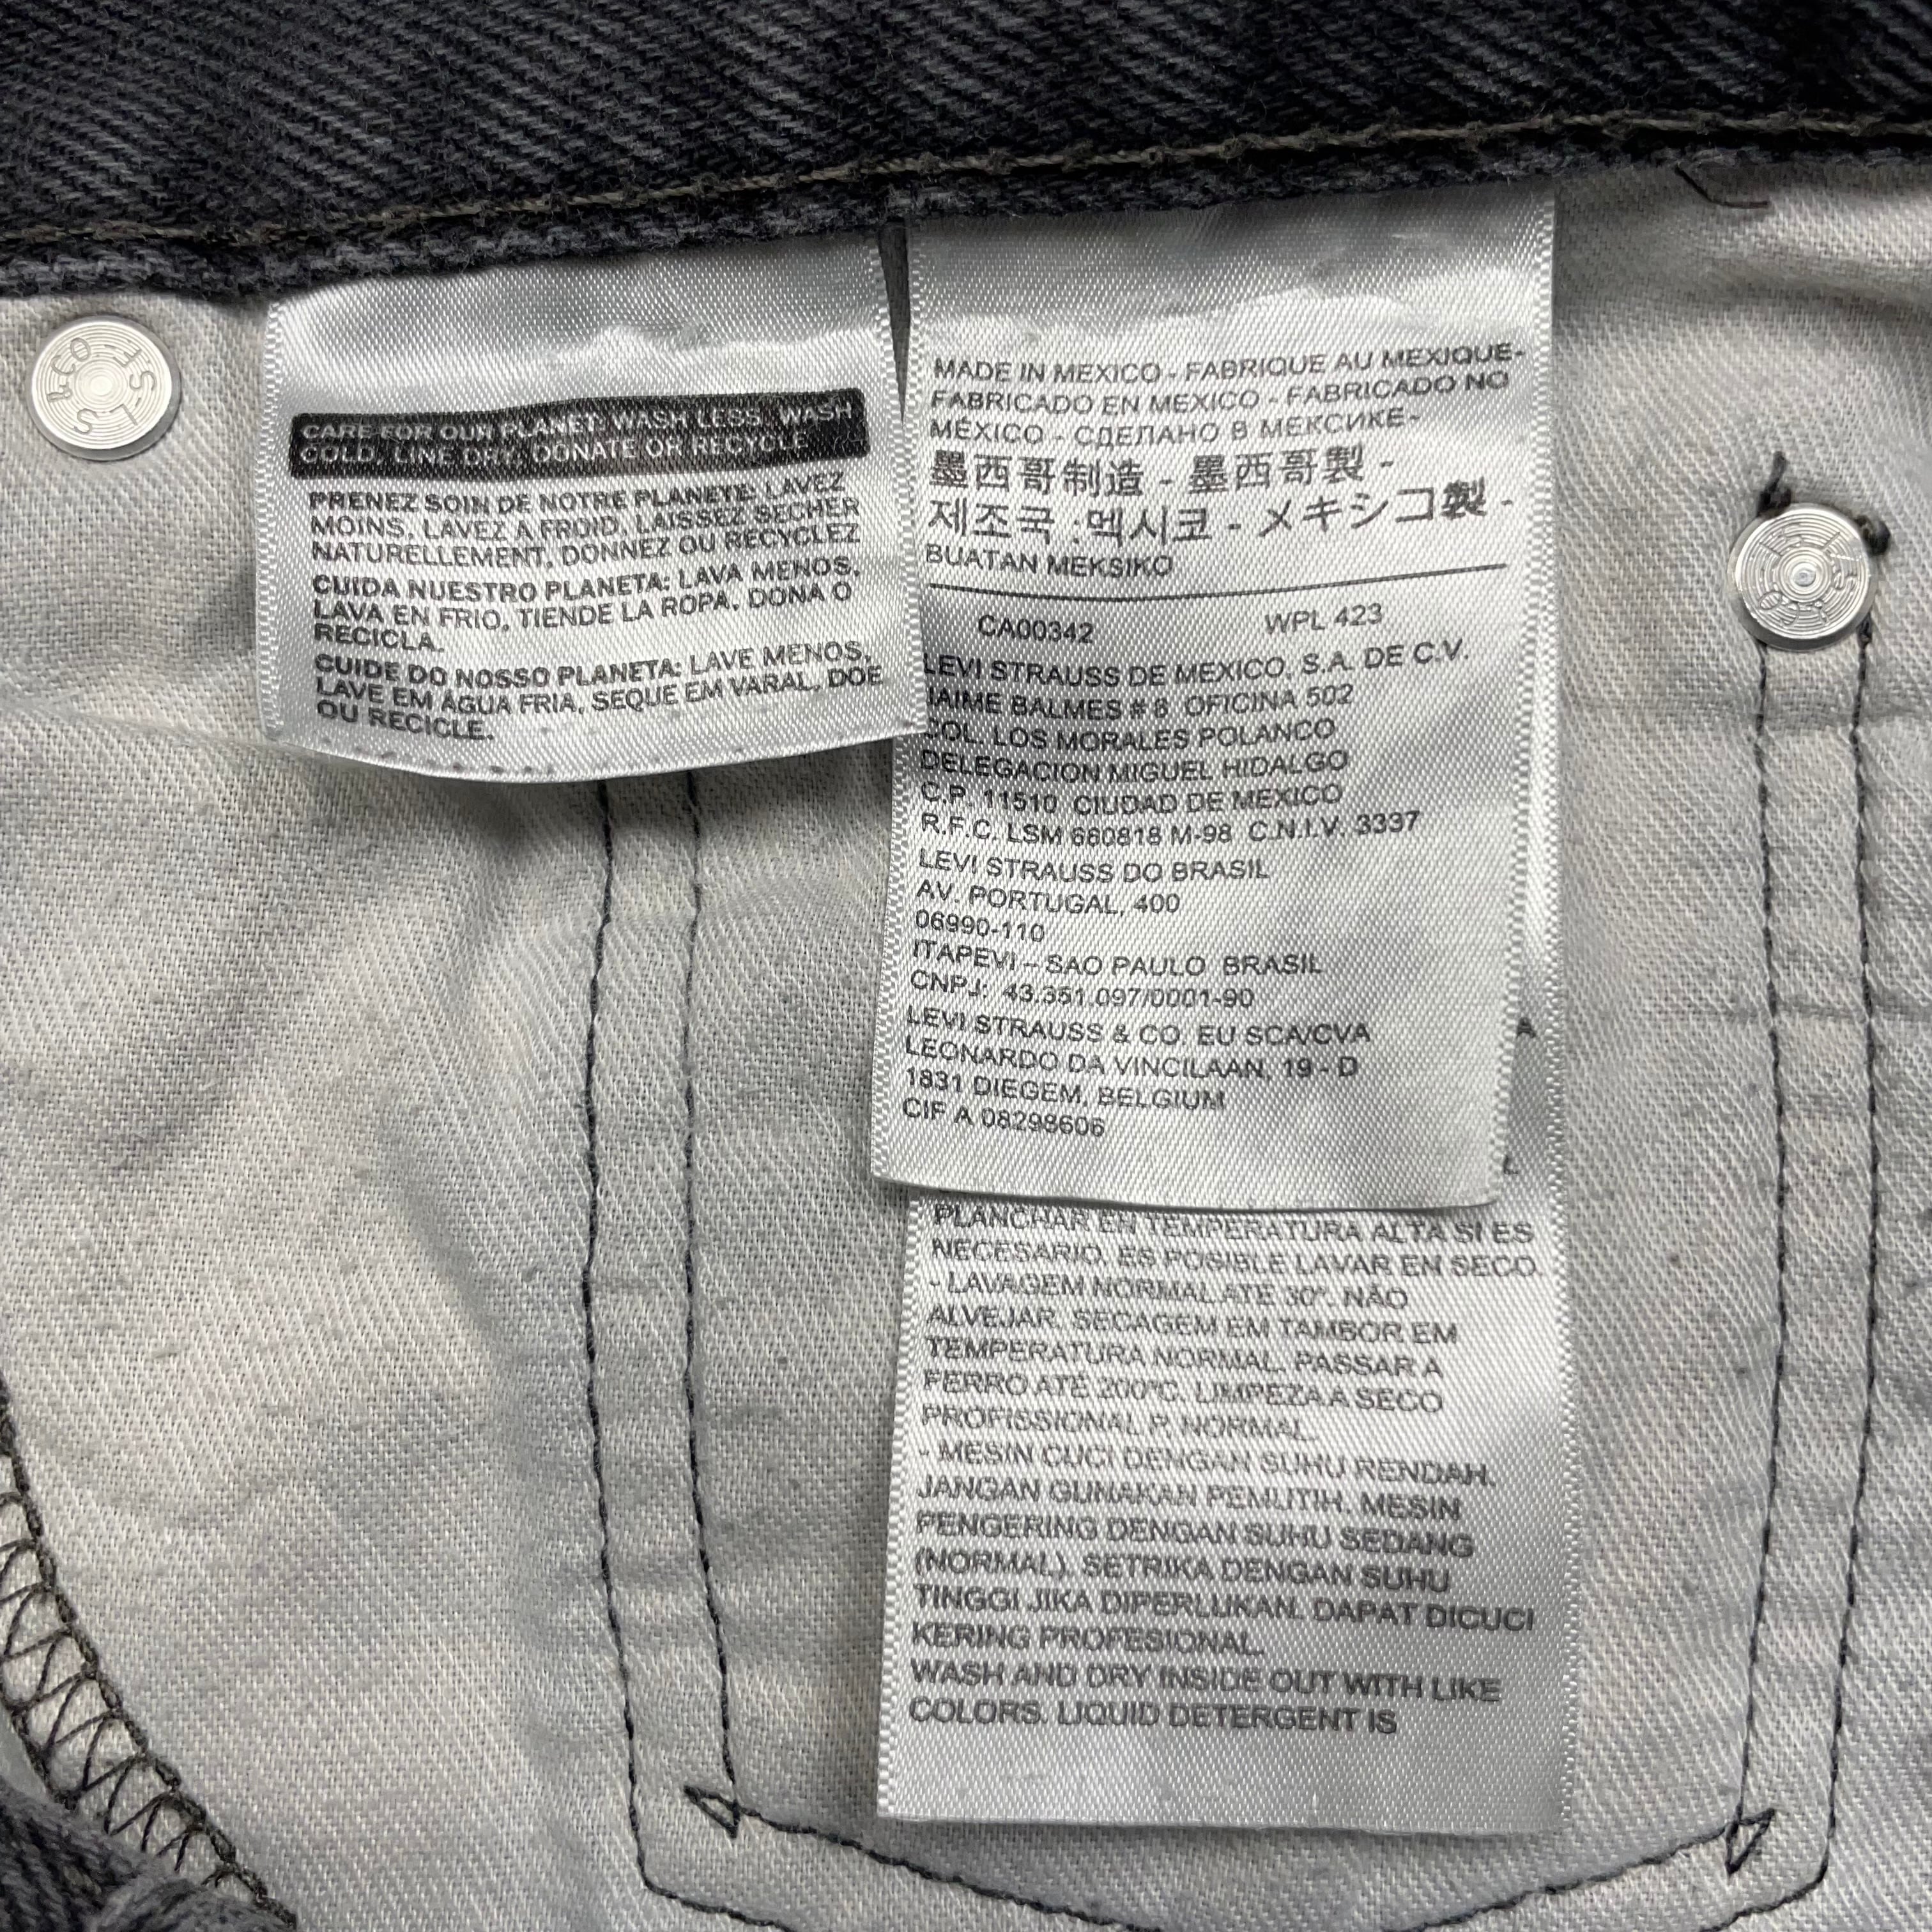 CARE FOR OUR PLANET: WASH LESS, WASH
COLD, LINE DRY, DONATE OR RECYCLE
PRENEZ SOIN DE NOTRE PLANETE: LAVEZ
MOINS, LAVEZ A FROID, LAISSEZ SECHER
NATURELLEMENT, DONNEZ OU RECYCLEZ
CUIDA NUESTRO PLANETA: LAVA MENOS,
LAVA EN FRIO, TIENDE LA ROPA, DONA O
RECICLA.
CUIDE DO NOSSO PLANETA: LAVE MENOS,
LAVE EM ÁGUA FRIA, SEQUE EM VARAL, DOE
OU RECICLE.
MADE IN MEXICO - FABRIQUE AU MEXIQUE-
FABRICADO EN MEXICO - FABRICADO NO
MÉXICO - СДЕЛАНО В МЕКСИКЕ-
墨西哥制造 - 墨西哥製 -
제조국 :멕시코 - メキシコ製 -
BUATAN MEKSIKO
CA00342 WPL 423
LEVI STRAUSS DE MEXICO, S.A. DE C.V.
JAIME BALMES # 8 OFICINA 502
COL. LOS MORALES POLANCO
DELEGACION MIGUEL HIDALGO
C.P. 11510 CIUDAD DE MEXICO
R.F.C. LSM 680818 M-98 C.N.I.V. 3337
LEVI STRAUSS DO BRASIL
AV. PORTUGAL, 400
06990-110
ITAPEVI – SAO PAULO BRASIL
CNPJ: 43.351.097/0001-90
LEVI STRAUSS & CO EU SCA/CVA
LEONARDO DA VINCILAAN, 19 - D
1831 DIEGEM, BELGIUM
CIF A 08298606
PLANCHAR EN TEMPERATURA ALTA SI ES
NECESARIO. ES POSIBLE LAVAR EN SECO.
- LAVAGEM NORMAL ATÉ 30°. NÃO
ALVEJAR. SECAGEM EM TAMBOR EM
TEMPERATURA NORMAL. PASSAR A
FERRO ATÉ 200°C. LIMPEZA A SECO
PROFISSIONAL P. NORMAL.
- MESIN CUCI DENGAN SUHU RENDAH.
JANGAN GUNAKAN PEMUTIH. MESIN
PENGERING DENGAN SUHU SEDANG
(NORMAL). SETRIKA DENGAN SUHU
TINGGI JIKA DIPERLUKAN. DAPAT DICUCI
KERING PROFESIONAL.
WASH AND DRY INSIDE OUT WITH LIKE
COLORS. LIQUID DETERGENT IS